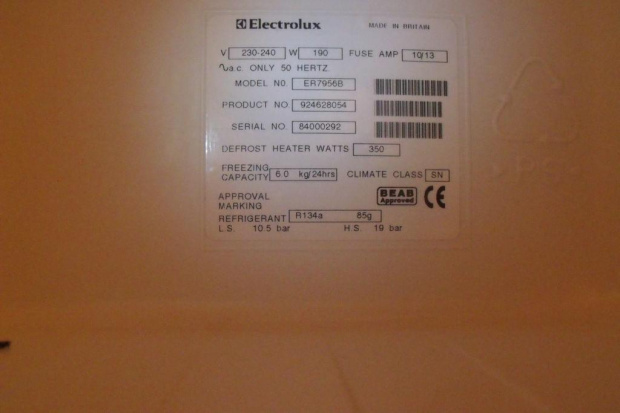 Electrolux MADE IN BRITAIN
V 230-240 W 190 FUSE AMP 10/13
a.c. ONLY 50 HERTZ
MODEL NO. ER7956B
PRODUCT NO. 924628054
SERIAL NO. 84000292
DEFROST HEATER WATTS 350
FREEZING
CAPACITY 6.0 kg/24hrs CLIMATE CLASS SN
APPROVAL
MARKING
BEAB
Approved CE
REFRIGERANT R134a 85g
L.S. 10.5 bar H.S. 19 bar